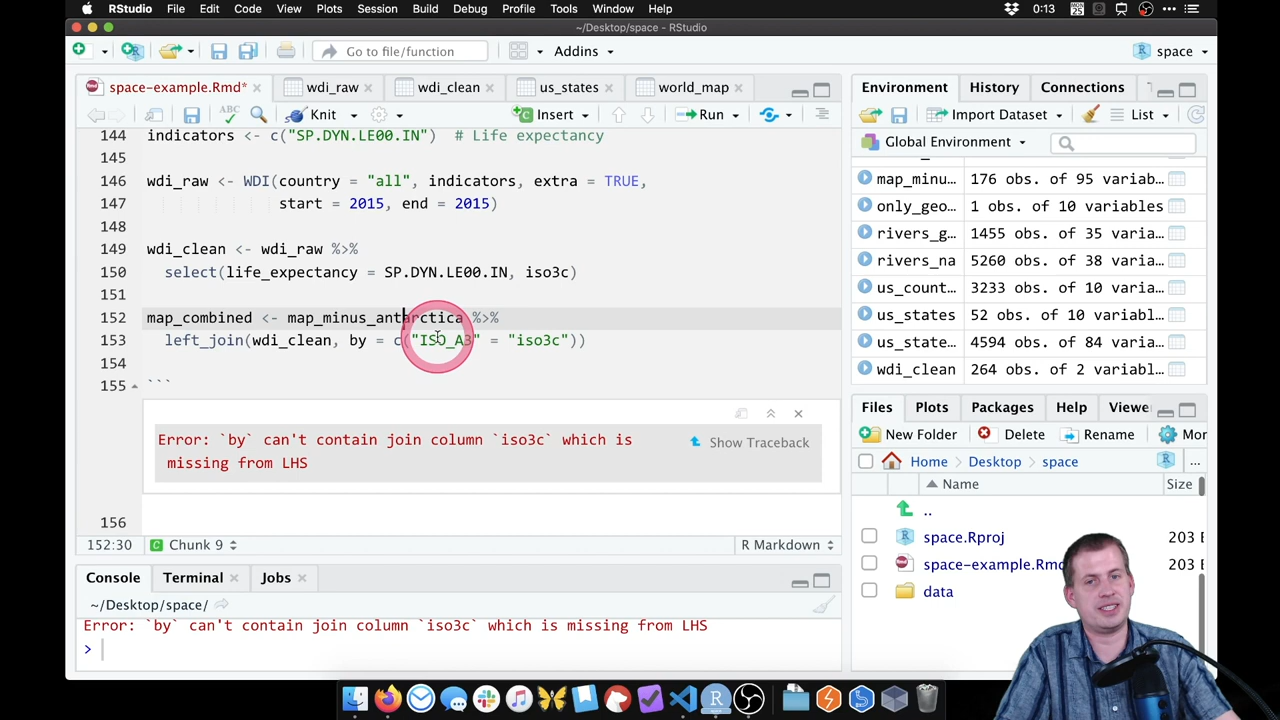 RStudio File Edit Code View Plots Session Build Debug Profile Tools Window Help 0:13 MON 25
~/Desktop/space - RStudio
Go to file/function Addins space
space-example.Rmd* wdi_raw wdi_clean us_states world_map
ABC Knit Insert Run
144 indicators <- c("SP.DYN.LE00.IN")  # Life expectancy
145
146 wdi_raw <- WDI(country = "all", indicators, extra = TRUE,
147 start = 2015, end = 2015)
148
149 wdi_clean <- wdi_raw %>%
150 select(life_expectancy = SP.DYN.LE00.IN, iso3c)
151
152 map_combined <- map_minus_antarctica %>%
153 left_join(wdi_clean, by = c("ISO_A3" = "iso3c"))
154
155 ```
Error: `by` can't contain join column `iso3c` which is
missing from LHS
Show Traceback
156
152:30 Chunk 9 R Markdown
Console Terminal Jobs
~/Desktop/space/
Error: `by` can't contain join column `iso3c` which is missing from LHS
>
Environment History Connections
Import Dataset List
Global Environment
map_minu… 176 obs. of 95 variab…
only_geo… 1 obs. of 10 variables
rivers_g… 1455 obs. of 35 varia…
rivers_na 5260 obs. of 38 varia…
us_count… 3233 obs. of 10 varia…
us_states 52 obs. of 10 variabl…
us_state… 4594 obs. of 84 varia…
wdi_clean 264 obs. of 2 variabl…
Files Plots Packages Help Viewe
New Folder Delete Rename Mor
Home Desktop space ...
Name Size
..
space.Rproj 203
space-example.Rmd 203
data